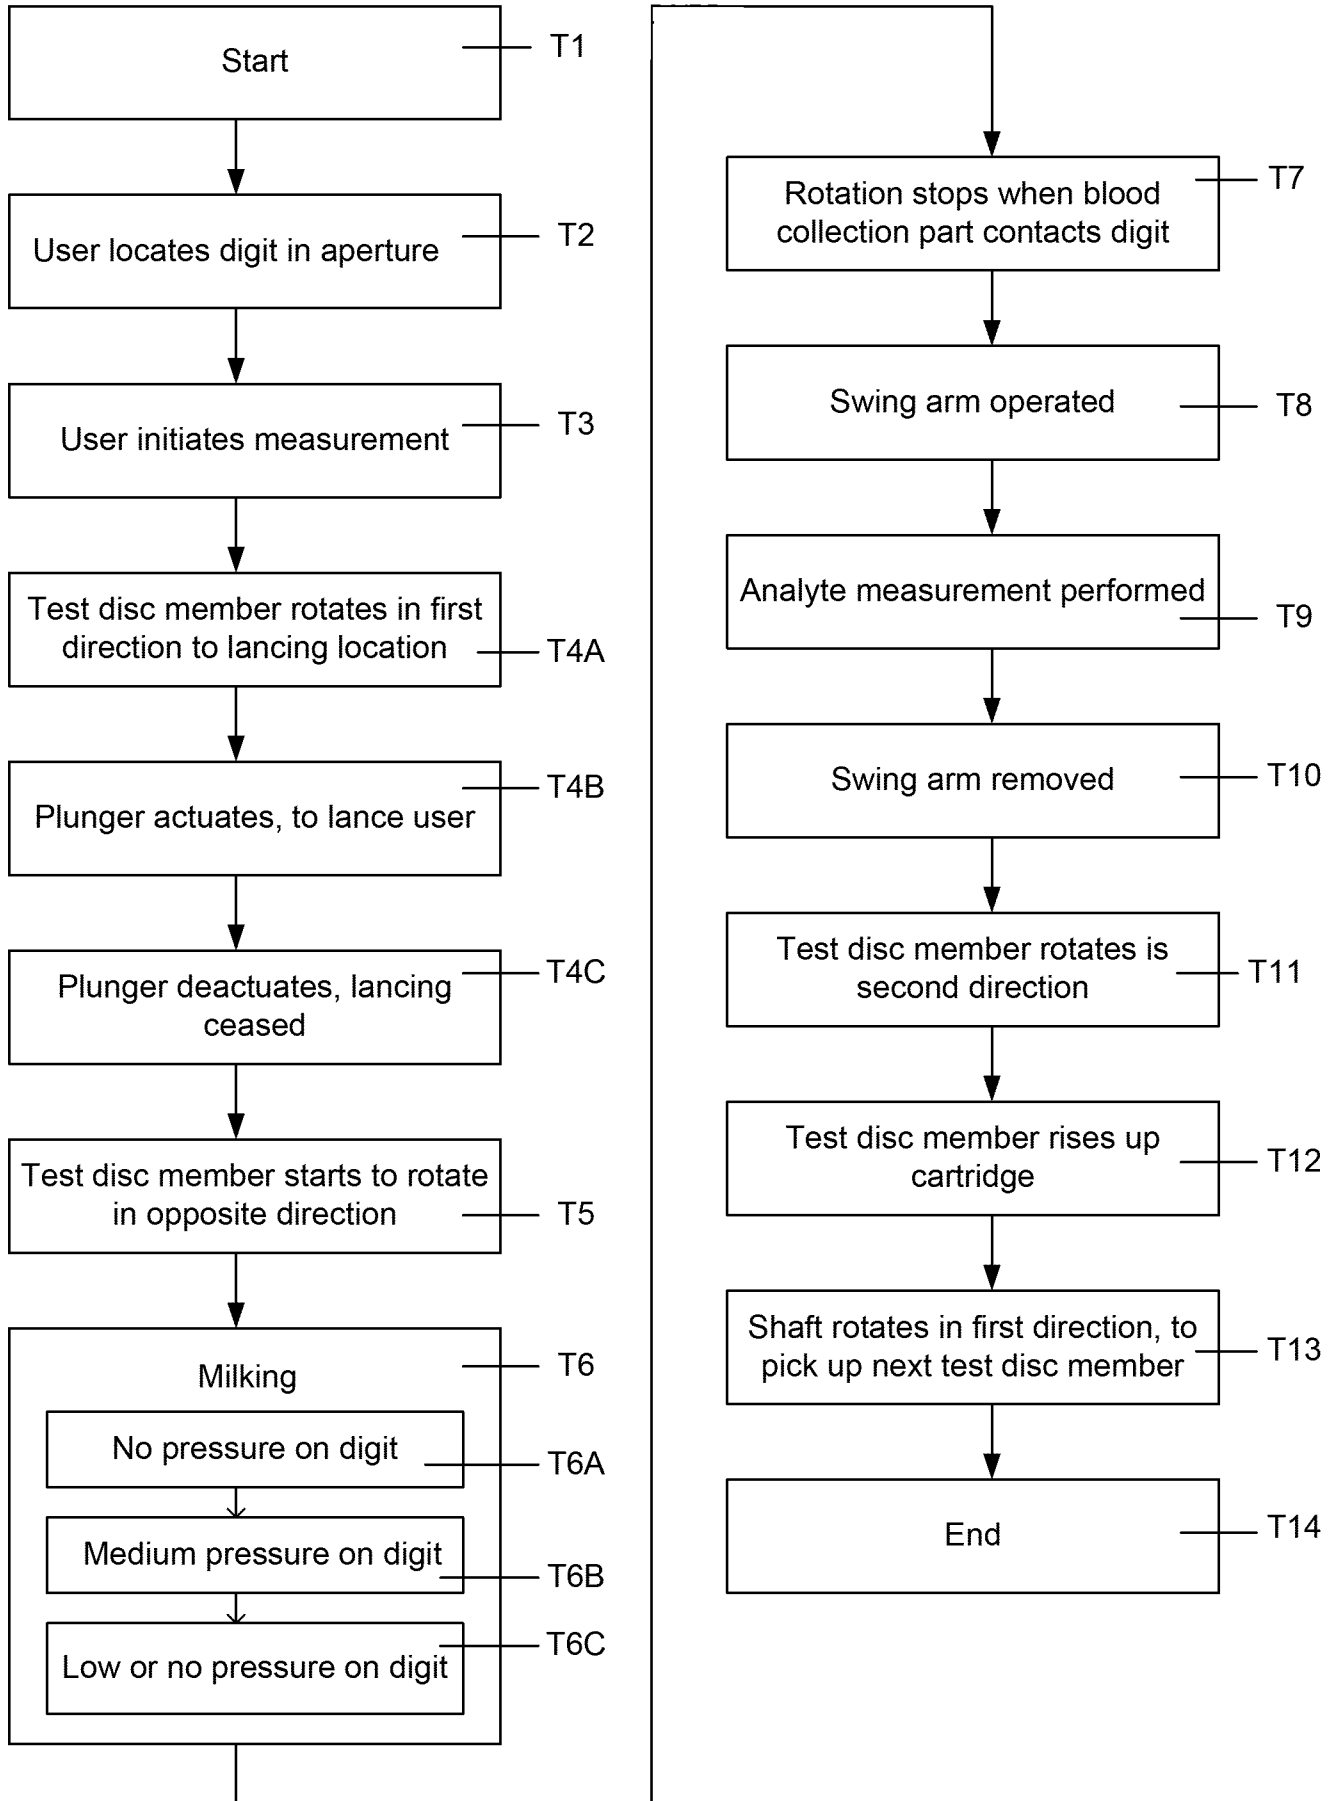 Start
T1
User locates digit in aperture
T2
User initiates measurement
T3
Test disc member rotates in first
direction to lancing location
T4A
Plunger actuates, to lance user
T4B
Plunger deactuates, lancing
ceased
T4C
Test disc member starts to rotate
in opposite direction
T5
Milking
T6
No pressure on digit
T6A
Medium pressure on digit
T6B
Low or no pressure on digit
T6C
Rotation stops when blood
collection part contacts digit
T7
Swing arm operated
T8
Analyte measurement performed
T9
Swing arm removed
T10
Test disc member rotates is
second direction
T11
Test disc member rises up
cartridge
T12
Shaft rotates in first direction, to
pick up next test disc member
T13
End
T14